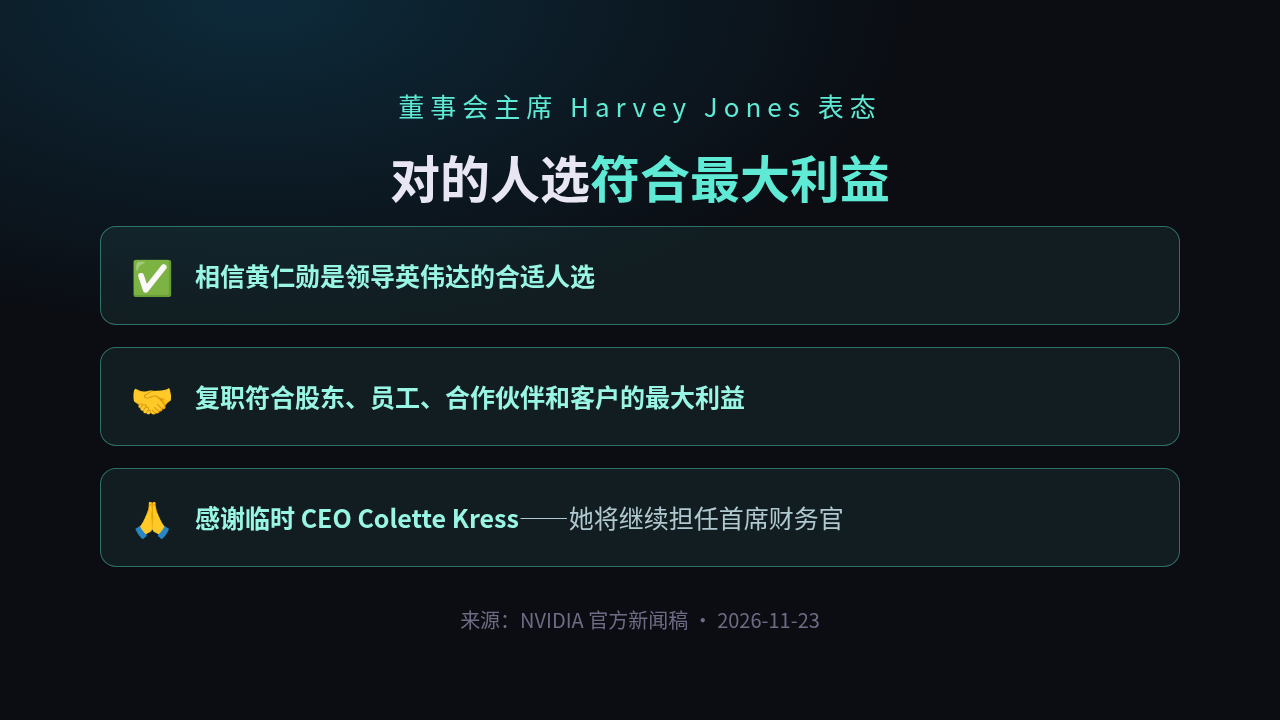 董事会主席 Harvey Jones 表态
对的人选符合最大利益
✅ 相信黄仁勋是领导英伟达的合适人选
🤝 复职符合股东、员工、合作伙伴和客户的最大利益
🙏 感谢临时 CEO Colette Kress——她将继续担任首席财务官
来源：NVIDIA 官方新闻稿 · 2026-11-23